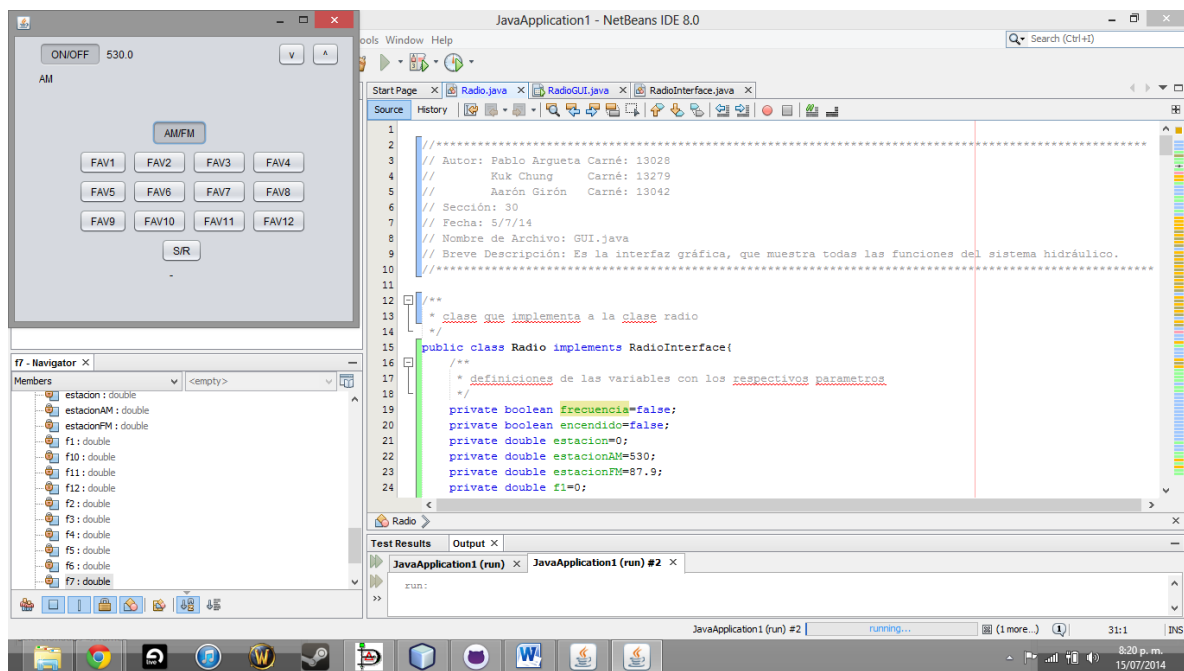 JavaApplication1 - NetBeans IDE 8.0
ools Window Help
Search (Ctrl+I)
ON/OFF 530.0 v ^
AM
AM/FM
FAV1 FAV2 FAV3 FAV4
FAV5 FAV6 FAV7 FAV8
FAV9 FAV10 FAV11 FAV12
S/R
-
Start Page Radio.java RadioGUI.java RadioInterface.java
Source History
1
2 //****************************************************************************************************
3 // Autor: Pablo Argueta Carné: 13028
4 // Kuk Chung Carné: 13279
5 // Aarón Girón Carné: 13042
6 // Sección: 30
7 // Fecha: 5/7/14
8 // Nombre de Archivo: GUI.java
9 // Breve Descripción: Es la interfaz gráfica, que muestra todas las funciones del sistema hidráulico.
10 //*****************************************************************************************************
11
12 /**
13 * clase que implementa a la clase radio
14 */
15 public class Radio implements RadioInterface{
16 /**
17 * definiciones de las variables con los respectivos parametros
18 */
19 private boolean frecuencia=false;
20 private boolean encendido=false;
21 private double estacion=0;
22 private double estacionAM=530;
23 private double estacionFM=87.9;
24 private double f1=0;
Radio
f7 - Navigator
Members <empty>
estacion : double
estacionAM : double
estacionFM : double
f1 : double
f10 : double
f11 : double
f12 : double
f2 : double
f3 : double
f4 : double
f5 : double
f6 : double
f7 : double
Test Results Output
JavaApplication1 (run) JavaApplication1 (run) #2
run:
JavaApplication1 (run) #2 running... (1 more...) 1 31:1 INS
live
8:20 p. m.
15/07/2014